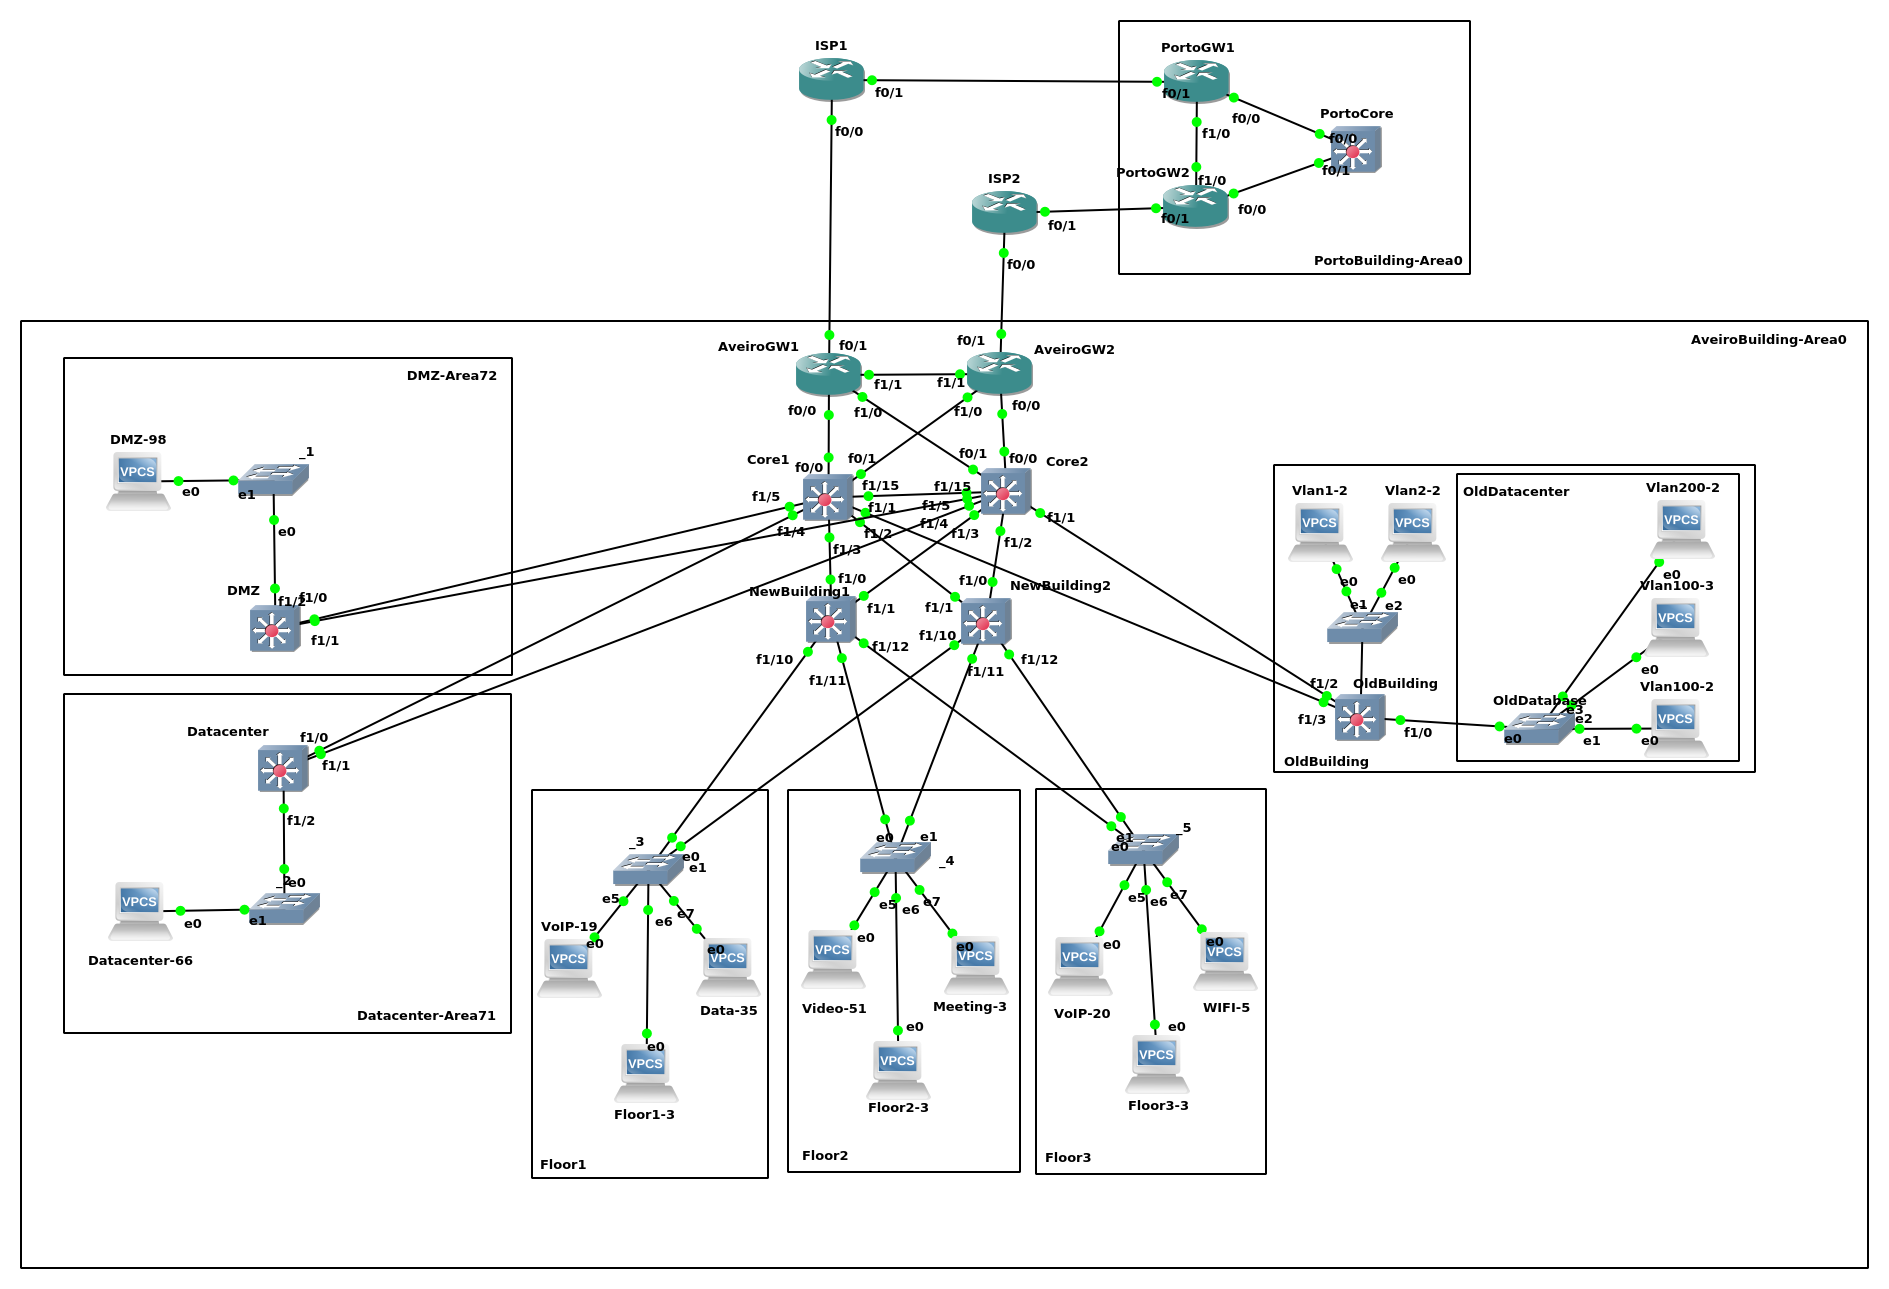 ISP1
f0/1
f0/0
PortoGW1
f0/1
f0/0
f1/0
PortoCore
f0/0
f0/1
ISP2
f0/1
f0/0
PortoGW2
f1/0
f0/1
f0/0
PortoBuilding-Area0
AveiroBuilding-Area0
AveiroGW1
f0/1
f1/1
f0/0
f1/0
AveiroGW2
f0/1
f1/1
f1/0
f0/0
DMZ-Area72
DMZ-98
VPCS
e0
_1
e1
e0
DMZ
f1/2
f1/0
f1/1
Core1
f0/0
f0/1
f1/15
f1/5
f1/1
f1/4
f1/2
f1/3
Core2
f0/1
f0/0
f1/15
f1/5
f1/4
f1/3
f1/1
f1/2
NewBuilding1
f1/0
f1/1
f1/12
f1/10
f1/11
NewBuilding2
f1/0
f1/1
f1/10
f1/11
f1/12
Vlan1-2
VPCS
e0
Vlan2-2
VPCS
e0
e1
e2
OldDatacenter
Vlan200-2
VPCS
e0
Vlan100-3
VPCS
e0
Vlan100-2
VPCS
e0
OldDatabase
e3
e2
e1
e0
f1/2
OldBuilding
f1/3
f1/0
OldBuilding
Datacenter
f1/0
f1/1
f1/2
_2
e0
e1
VPCS
e0
Datacenter-66
Datacenter-Area71
_3
e0
e1
e5
e6
e7
VoIP-19
e0
VPCS
e0
VPCS
Data-35
e0
VPCS
Floor1-3
Floor1
e0
e1
_4
e5
e6
e7
e0
VPCS
Video-51
e0
VPCS
Meeting-3
e0
VPCS
Floor2-3
Floor2
_5
e1
e0
e5
e6
e7
e0
VPCS
VoIP-20
e0
VPCS
WIFI-5
e0
VPCS
Floor3-3
Floor3